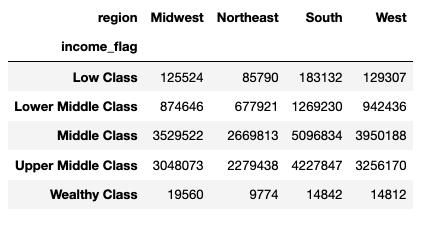 region Midwest Northeast South West
income_flag
Low Class 125524 85790 183132 129307
Lower Middle Class 874646 677921 1269230 942436
Middle Class 3529522 2669813 5096834 3950188
Upper Middle Class 3048073 2279438 4227847 3256170
Wealthy Class 19560 9774 14842 14812